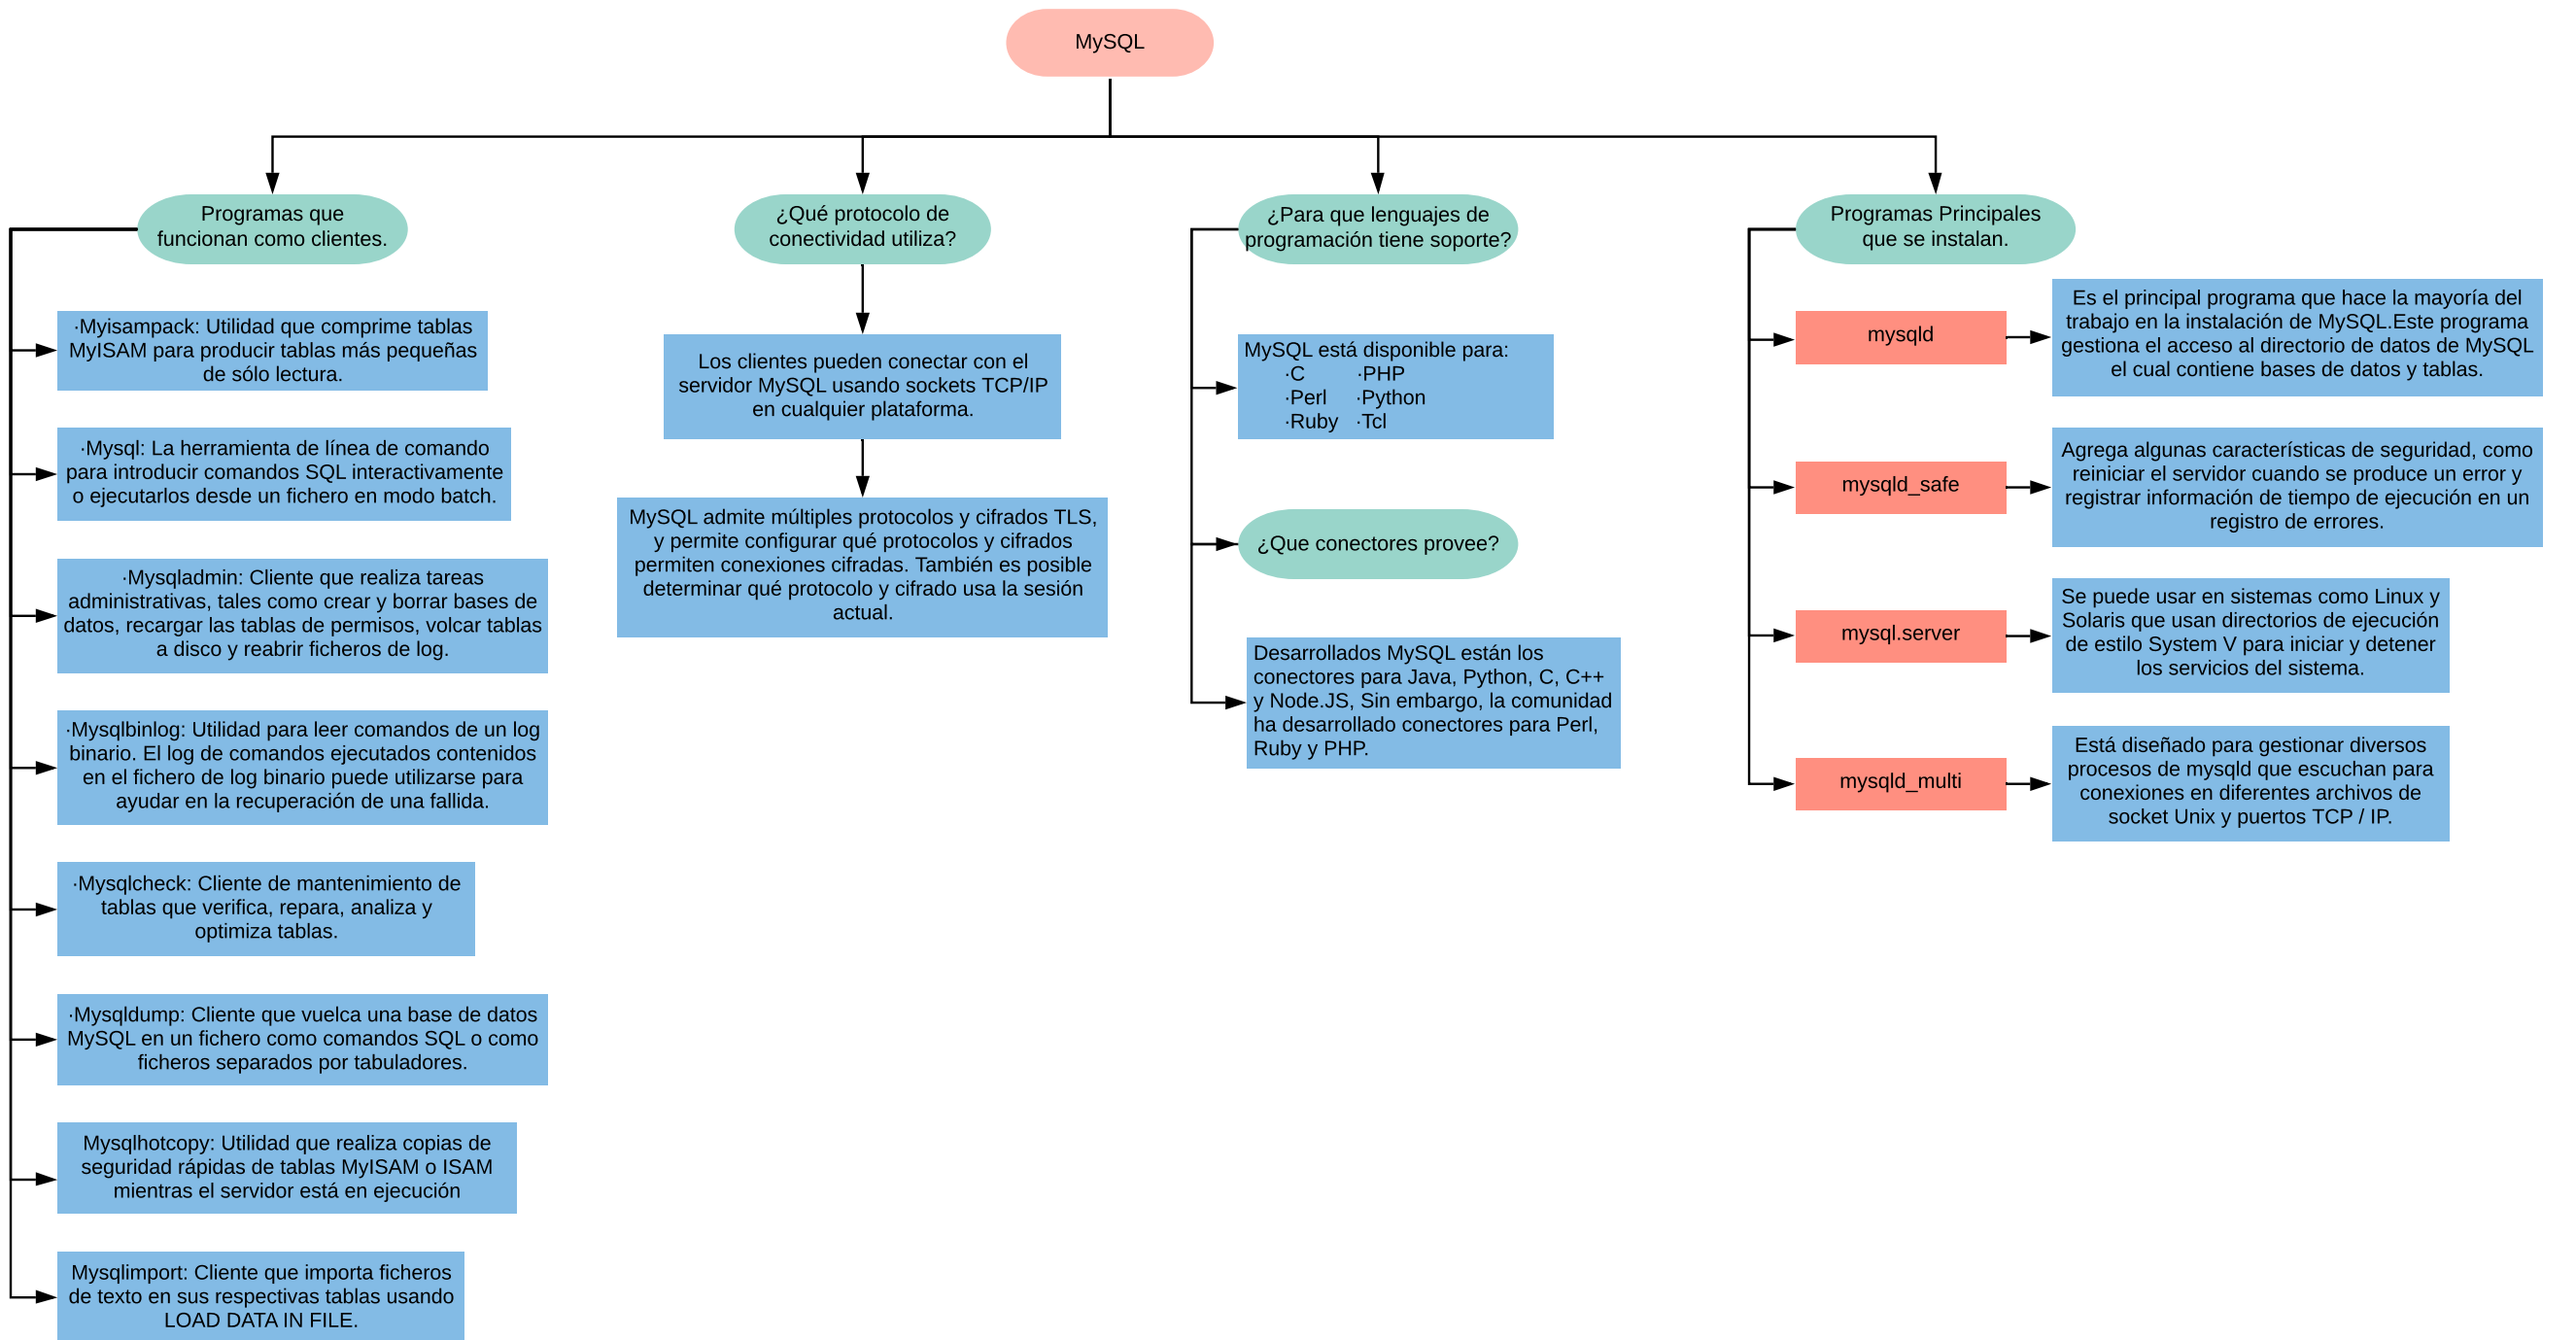 MySQL
Programas que
funcionan como clientes.
·Myisampack: Utilidad que comprime tablas
MyISAM para producir tablas más pequeñas
de sólo lectura.
·Mysql: La herramienta de línea de comando
para introducir comandos SQL interactivamente
o ejecutarlos desde un fichero en modo batch.
·Mysqladmin: Cliente que realiza tareas
administrativas, tales como crear y borrar bases de
datos, recargar las tablas de permisos, volcar tablas
a disco y reabrir ficheros de log.
·Mysqlbinlog: Utilidad para leer comandos de un log
binario. El log de comandos ejecutados contenidos
en el fichero de log binario puede utilizarse para
ayudar en la recuperación de una fallida.
·Mysqlcheck: Cliente de mantenimiento de
tablas que verifica, repara, analiza y
optimiza tablas.
·Mysqldump: Cliente que vuelca una base de datos
MySQL en un fichero como comandos SQL o como
ficheros separados por tabuladores.
Mysqlhotcopy: Utilidad que realiza copias de
seguridad rápidas de tablas MyISAM o ISAM
mientras el servidor está en ejecución
Mysqlimport: Cliente que importa ficheros
de texto en sus respectivas tablas usando
LOAD DATA IN FILE.
¿Qué protocolo de
conectividad utiliza?
Los clientes pueden conectar con el
servidor MySQL usando sockets TCP/IP
en cualquier plataforma.
MySQL admite múltiples protocolos y cifrados TLS,
y permite configurar qué protocolos y cifrados
permiten conexiones cifradas. También es posible
determinar qué protocolo y cifrado usa la sesión
actual.
¿Para que lenguajes de
programación tiene soporte?
MySQL está disponible para:
·C ·PHP
·Perl ·Python
·Ruby ·Tcl
¿Que conectores provee?
Desarrollados MySQL están los
conectores para Java, Python, C, C++
y Node.JS, Sin embargo, la comunidad
ha desarrollado conectores para Perl,
Ruby y PHP.
Programas Principales
que se instalan.
mysqld
Es el principal programa que hace la mayoría del
trabajo en la instalación de MySQL.Este programa
gestiona el acceso al directorio de datos de MySQL
el cual contiene bases de datos y tablas.
mysqld_safe
Agrega algunas características de seguridad, como
reiniciar el servidor cuando se produce un error y
registrar información de tiempo de ejecución en un
registro de errores.
mysql.server
Se puede usar en sistemas como Linux y
Solaris que usan directorios de ejecución
de estilo System V para iniciar y detener
los servicios del sistema.
mysqld_multi
Está diseñado para gestionar diversos
procesos de mysqld que escuchan para
conexiones en diferentes archivos de
socket Unix y puertos TCP / IP.